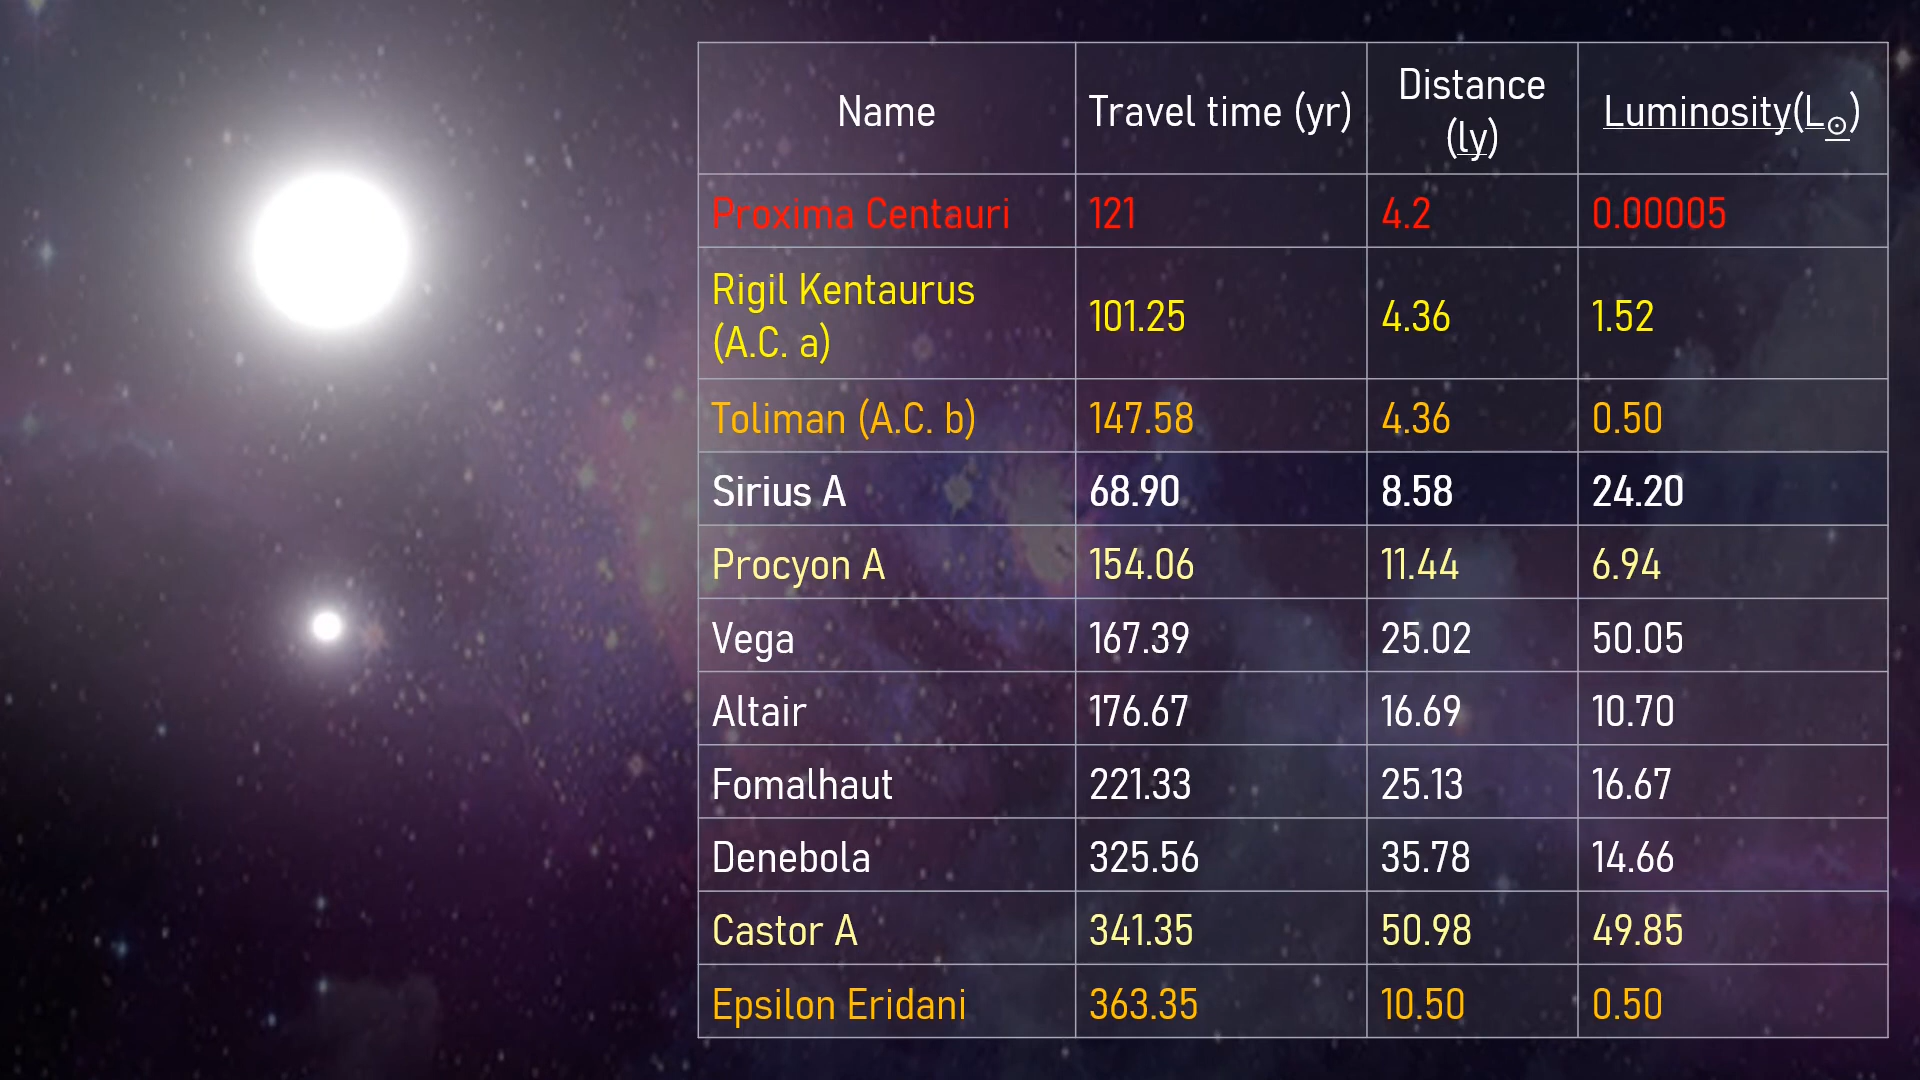 Name Travel time (yr) Distance (ly) Luminosity(L☉)
Proxima Centauri 121 4.2 0.00005
Rigil Kentaurus (A.C. a) 101.25 4.36 1.52
Toliman (A.C. b) 147.58 4.36 0.50
Sirius A 68.90 8.58 24.20
Procyon A 154.06 11.44 6.94
Vega 167.39 25.02 50.05
Altair 176.67 16.69 10.70
Fomalhaut 221.33 25.13 16.67
Denebola 325.56 35.78 14.66
Castor A 341.35 50.98 49.85
Epsilon Eridani 363.35 10.50 0.50